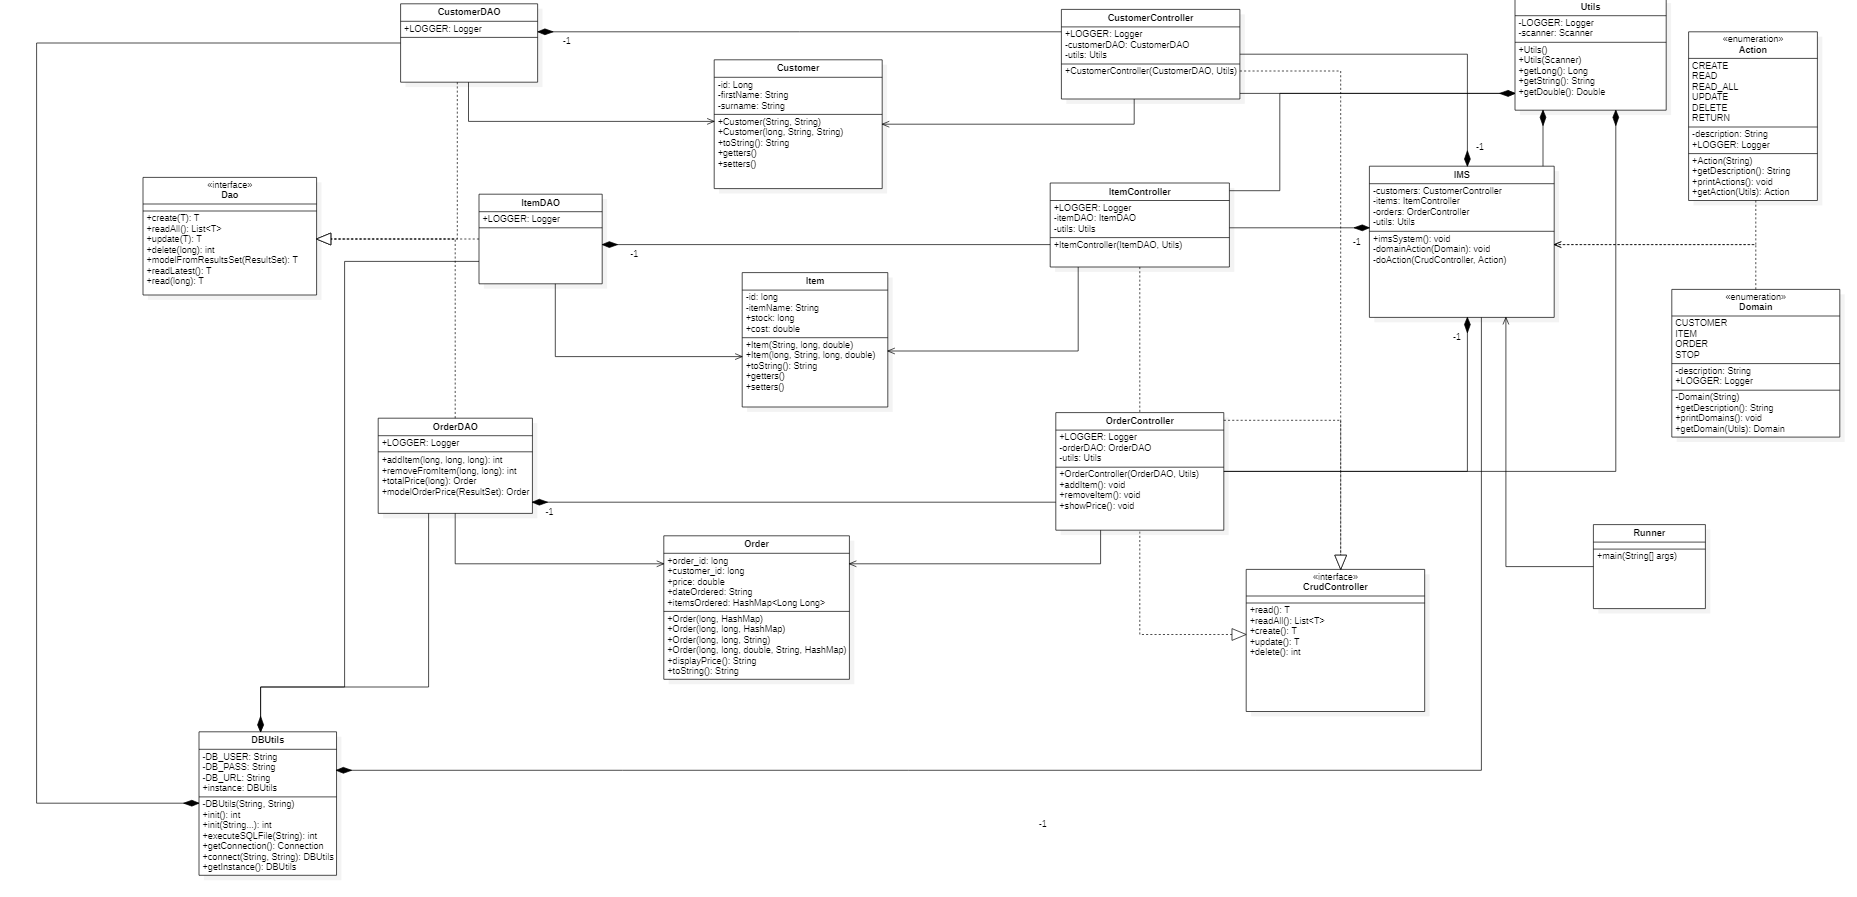 CustomerDAO
+LOGGER: Logger
-1
CustomerController
+LOGGER: Logger
-customerDAO: CustomerDAO
-utils: Utils
+CustomerController(CustomerDAO, Utils)
Utils
-LOGGER: Logger
-scanner: Scanner
+Utils()
+Utils(Scanner)
+getLong(): Long
+getString(): String
+getDouble(): Double
«enumeration»
Action
CREATE
READ
READ_ALL
UPDATE
DELETE
RETURN
-description: String
+LOGGER: Logger
+Action(String)
+getDescription(): String
+printActions(): void
+getAction(Utils): Action
Customer
-id: Long
-firstName: String
-surname: String
+Customer(String, String)
+Customer(long, String, String)
+toString(): String
+getters()
+setters()
«interface»
Dao
+create(T): T
+readAll(): List<T>
+update(T): T
+delete(long): int
+modelFromResultsSet(ResultSet): T
+readLatest(): T
+read(long): T
ItemDAO
+LOGGER: Logger
-1
ItemController
+LOGGER: Logger
-itemDAO: ItemDAO
-utils: Utils
+ItemController(ItemDAO, Utils)
-1
-1
IMS
-customers: CustomerController
-items: ItemController
-orders: OrderController
-utils: Utils
+imsSystem(): void
-domainAction(Domain): void
-doAction(CrudController, Action)
-1
Item
-id: long
-itemName: String
+stock: long
+cost: double
+Item(String, long, double)
+Item(long, String, long, double)
+toString(): String
+getters()
+setters()
«enumeration»
Domain
CUSTOMER
ITEM
ORDER
STOP
-description: String
+LOGGER: Logger
-Domain(String)
+getDescription(): String
+printDomains(): void
+getDomain(Utils): Domain
OrderDAO
+LOGGER: Logger
+addItem(long, long, long): int
+removeFromItem(long, long): int
+totalPrice(long): Order
+modelOrderPrice(ResultSet): Order
-1
OrderController
+LOGGER: Logger
-orderDAO: OrderDAO
-utils: Utils
+OrderController(OrderDAO, Utils)
+addItem(): void
+removeItem(): void
+showPrice(): void
Order
+order_id: long
+customer_id: long
+price: double
+dateOrdered: String
+itemsOrdered: HashMap<Long Long>
+Order(long, HashMap)
+Order(long, long, HashMap)
+Order(long, long, String)
+Order(long, long, double, String, HashMap)
+displayPrice(): String
+toString(): String
«interface»
CrudController
+read(): T
+readAll(): List<T>
+create(): T
+update(): T
+delete(): int
Runner
+main(String[] args)
DBUtils
-DB_USER: String
-DB_PASS: String
-DB_URL: String
+instance: DBUtils
-DBUtils(String, String)
+init(): int
+init(String...): int
+executeSQLFile(String): int
+getConnection(): Connection
+connect(String, String): DBUtils
+getInstance(): DBUtils
-1